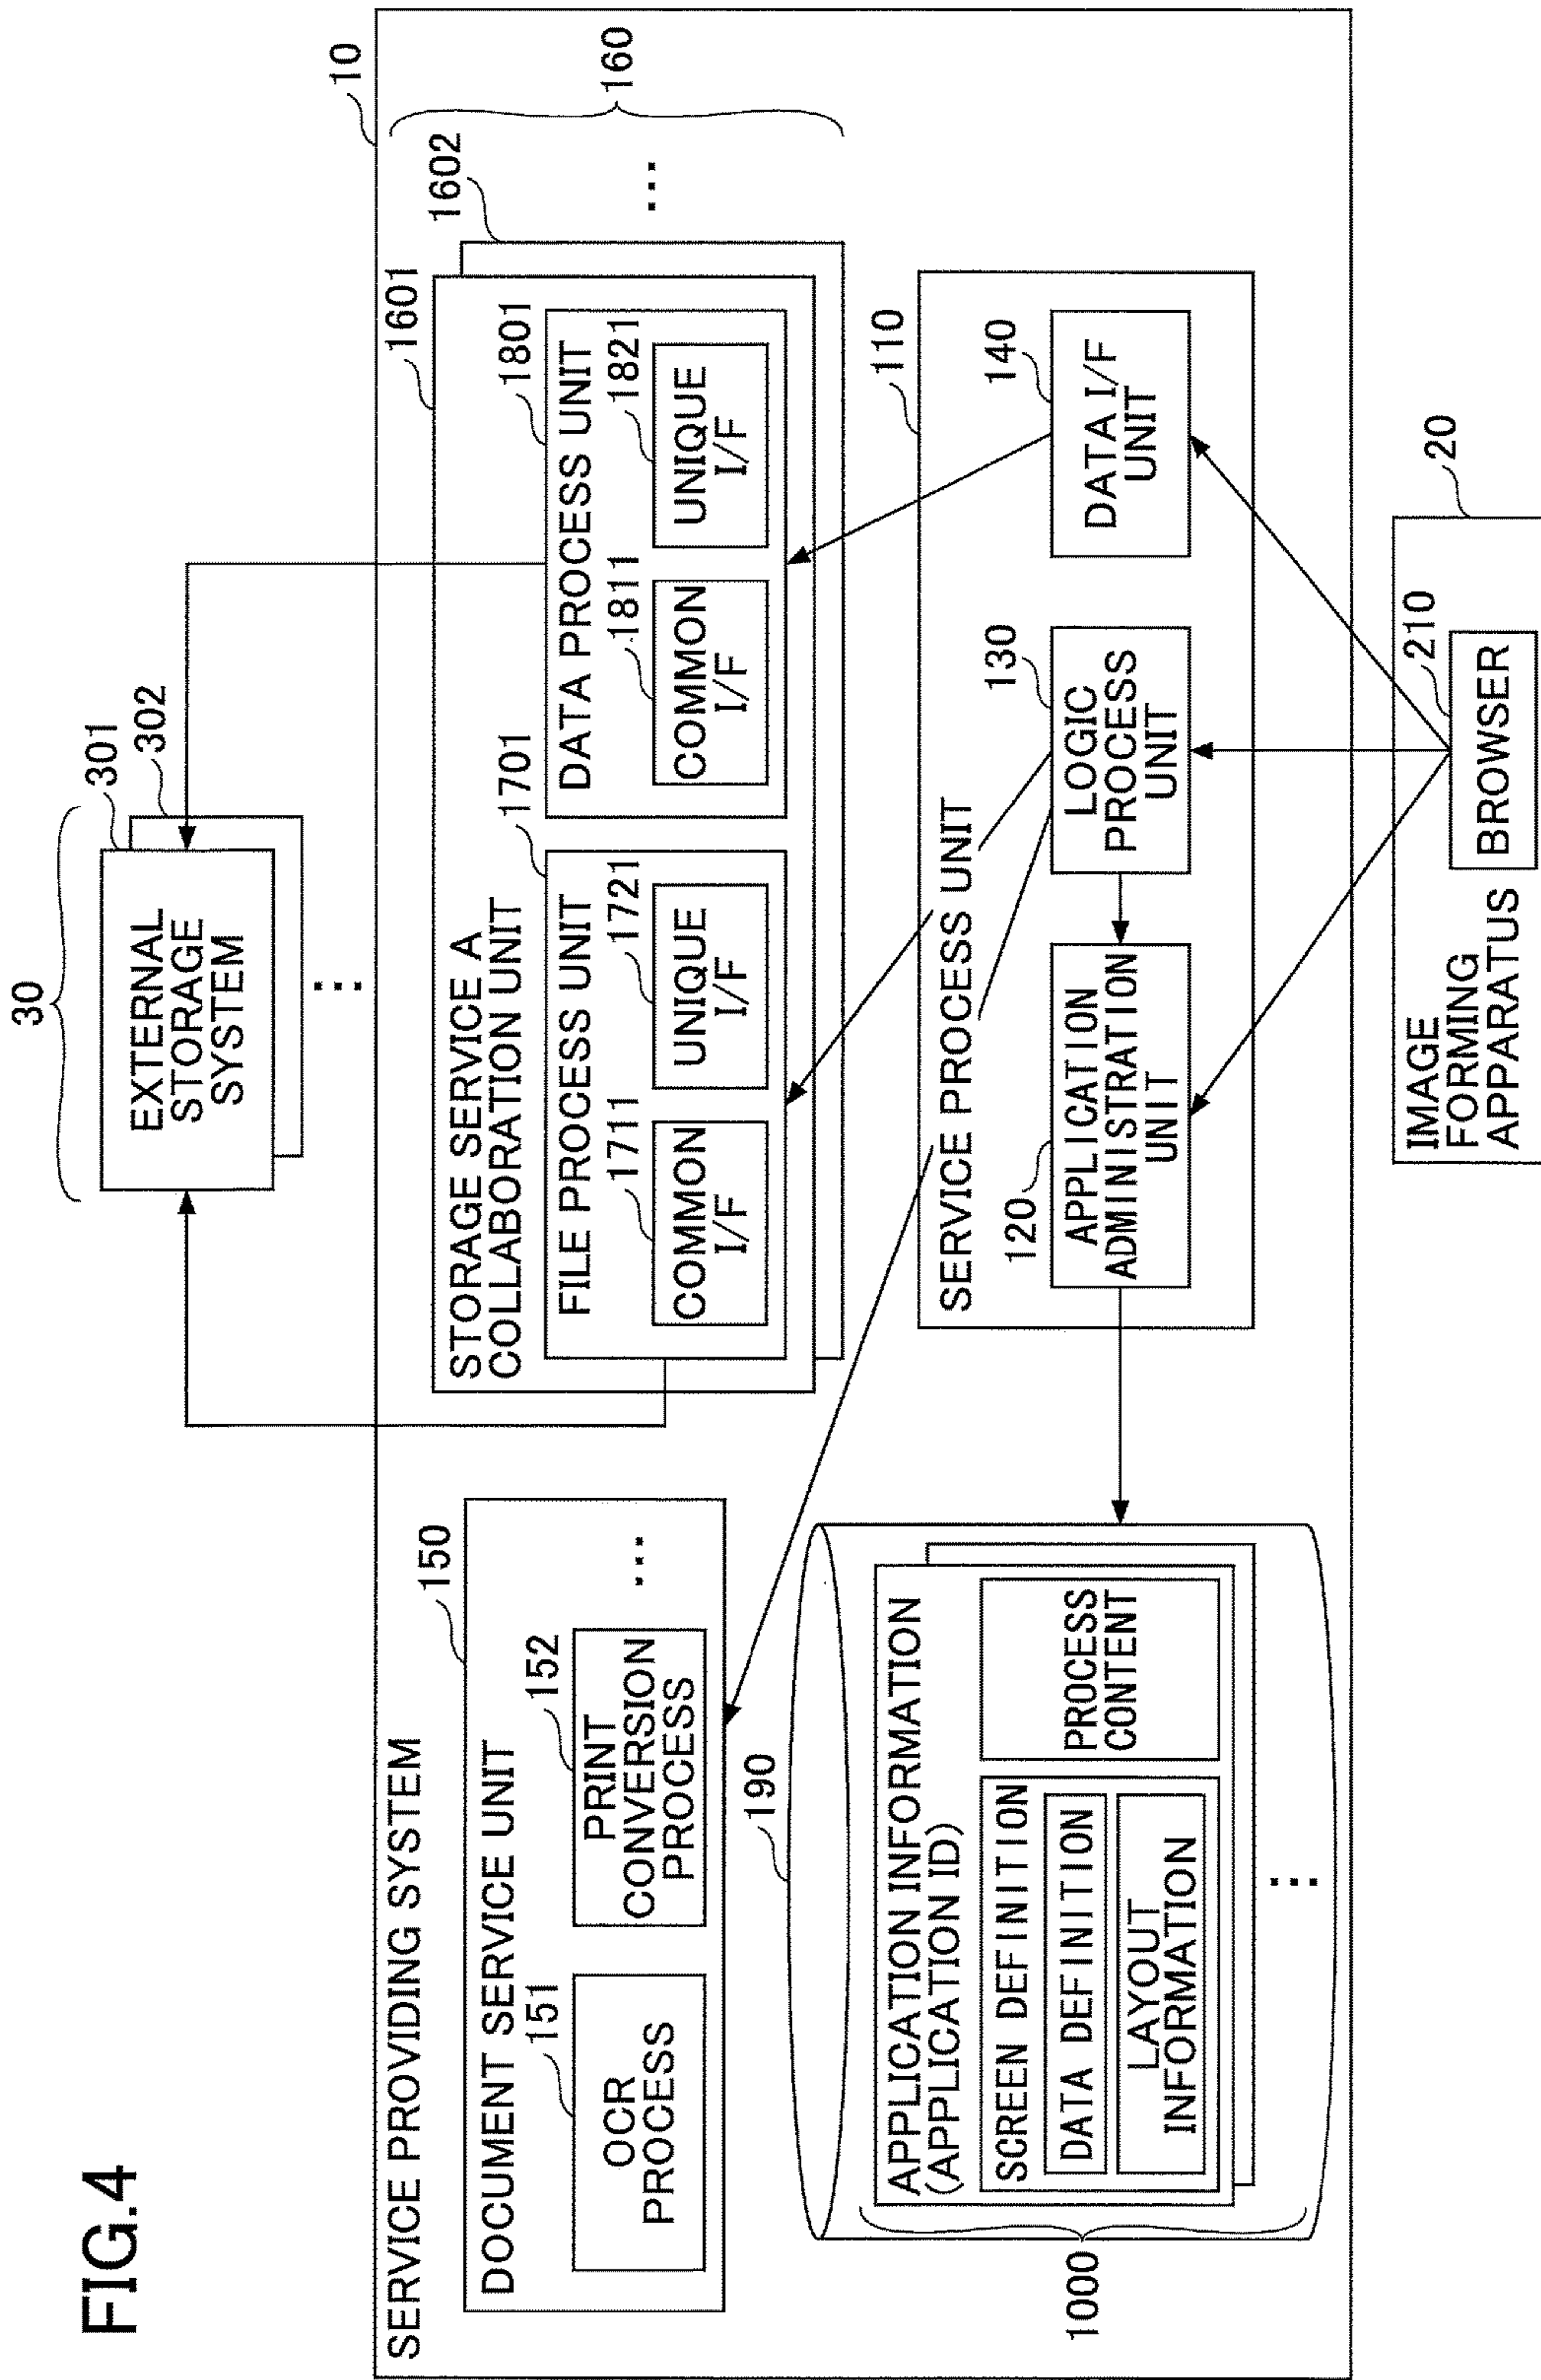 FIG.4
SERVICE PROVIDING SYSTEM
10
30
301
302
EXTERNAL
STORAGE
SYSTEM
...
DOCUMENT SERVICE UNIT
150
151
OCR
PROCESS
152
PRINT
CONVERSION
PROCESS
...
STORAGE SERVICE A
COLLABORATION UNIT
1601
1602
160
...
FILE PROCESS UNIT
1701
1711
COMMON
I/F
1721
UNIQUE
I/F
DATA PROCESS UNIT
1801
1811
COMMON
I/F
1821
UNIQUE
I/F
190
1000
APPLICATION INFORMATION
(APPLICATION ID)
SCREEN DEFINITION
DATA DEFINITION
LAYOUT
INFORMATION
PROCESS
CONTENT
...
SERVICE PROCESS UNIT
110
120
APPLICATION
ADMINISTRATION
UNIT
130
LOGIC
PROCESS
UNIT
140
DATA I/F
UNIT
IMAGE
FORMING
APPARATUS
20
210
BROWSER